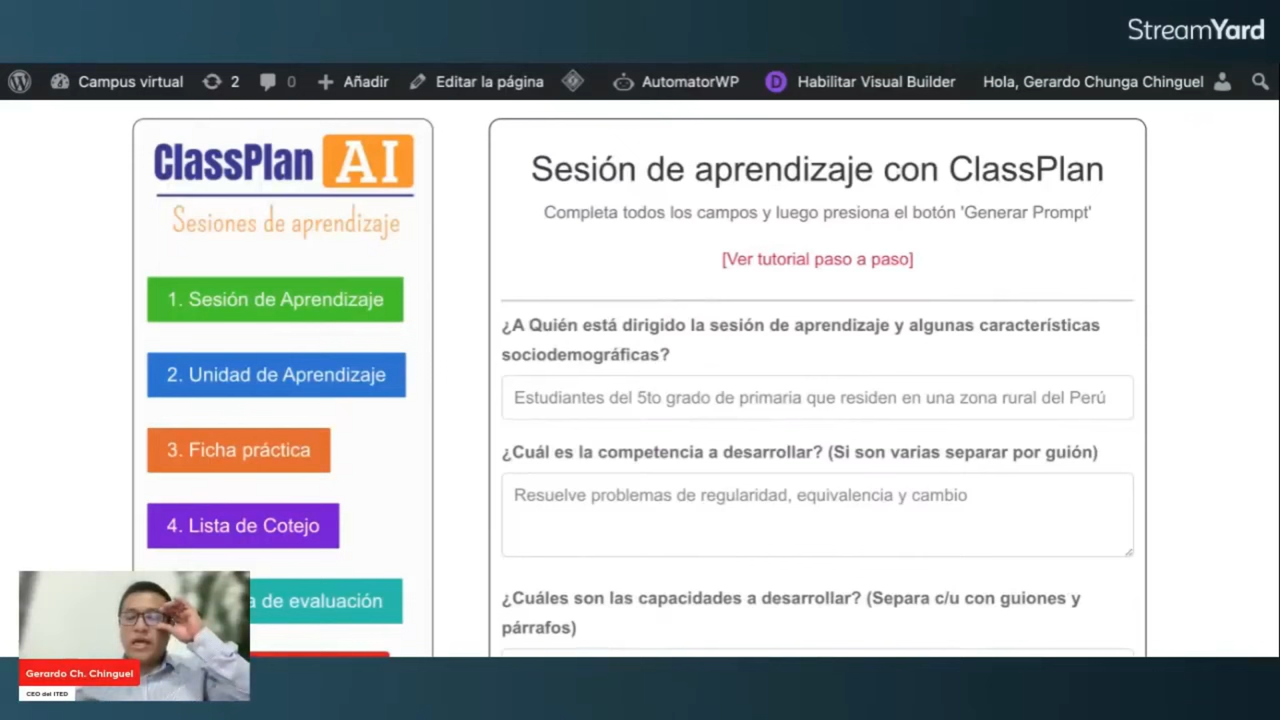 StreamYard
Campus virtual 2 0 Añadir Editar la página AutomatorWP Habilitar Visual Builder Hola, Gerardo Chunga Chinguel
ClassPlan AI
Sesiones de aprendizaje
1. Sesión de Aprendizaje
2. Unidad de Aprendizaje
3. Ficha práctica
4. Lista de Cotejo
de evaluación
Sesión de aprendizaje con ClassPlan
Completa todos los campos y luego presiona el botón 'Generar Prompt'
[Ver tutorial paso a paso]
¿A Quién está dirigido la sesión de aprendizaje y algunas características
sociodemográficas?
Estudiantes del 5to grado de primaria que residen en una zona rural del Perú
¿Cuál es la competencia a desarrollar? (Si son varias separar por guión)
Resuelve problemas de regularidad, equivalencia y cambio
¿Cuáles son las capacidades a desarrollar? (Separa c/u con guiones y
párrafos)
Gerardo Ch. Chinguel
CEO del ITED